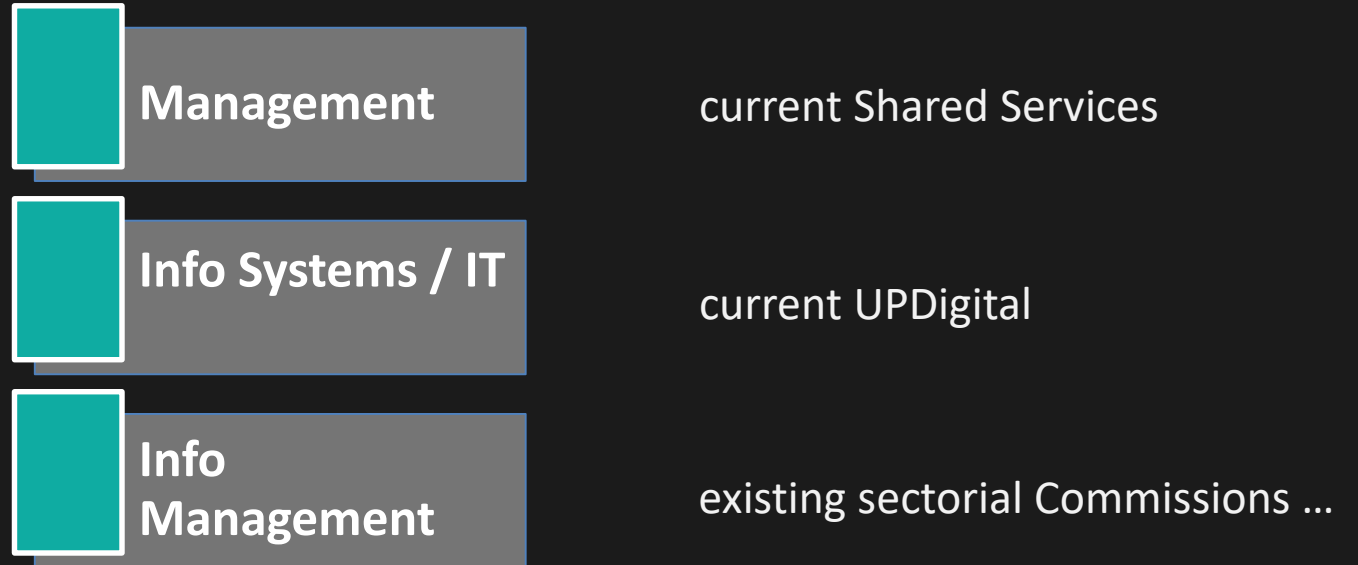 Management
current Shared Services
Info Systems / IT
current UPDigital
Info
Management
existing sectorial Commissions ...